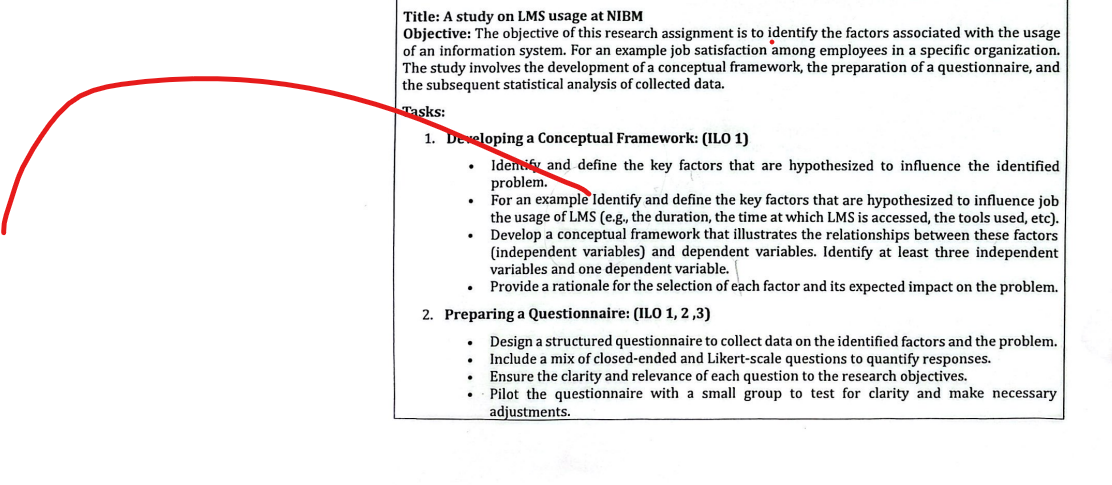 Title: A study on LMS usage at NIBM
Objective: The objective of this research assignment is to identify the factors associated with the usage
of an information system. For an example job satisfaction among employees in a specific organization.
The study involves the development of a conceptual framework, the preparation of a questionnaire, and
the subsequent statistical analysis of collected data.
Tasks:
1. Developing a Conceptual Framework: (ILO 1)
• Identify and define the key factors that are hypothesized to influence the identified
problem.
• For an example Identify and define the key factors that are hypothesized to influence job
the usage of LMS (e.g., the duration, the time at which LMS is accessed, the tools used, etc).
• Develop a conceptual framework that illustrates the relationships between these factors
(independent variables) and dependent variables. Identify at least three independent
variables and one dependent variable.
• Provide a rationale for the selection of each factor and its expected impact on the problem.
2. Preparing a Questionnaire: (ILO 1, 2 ,3)
• Design a structured questionnaire to collect data on the identified factors and the problem.
• Include a mix of closed-ended and Likert-scale questions to quantify responses.
• Ensure the clarity and relevance of each question to the research objectives.
• Pilot the questionnaire with a small group to test for clarity and make necessary
adjustments.